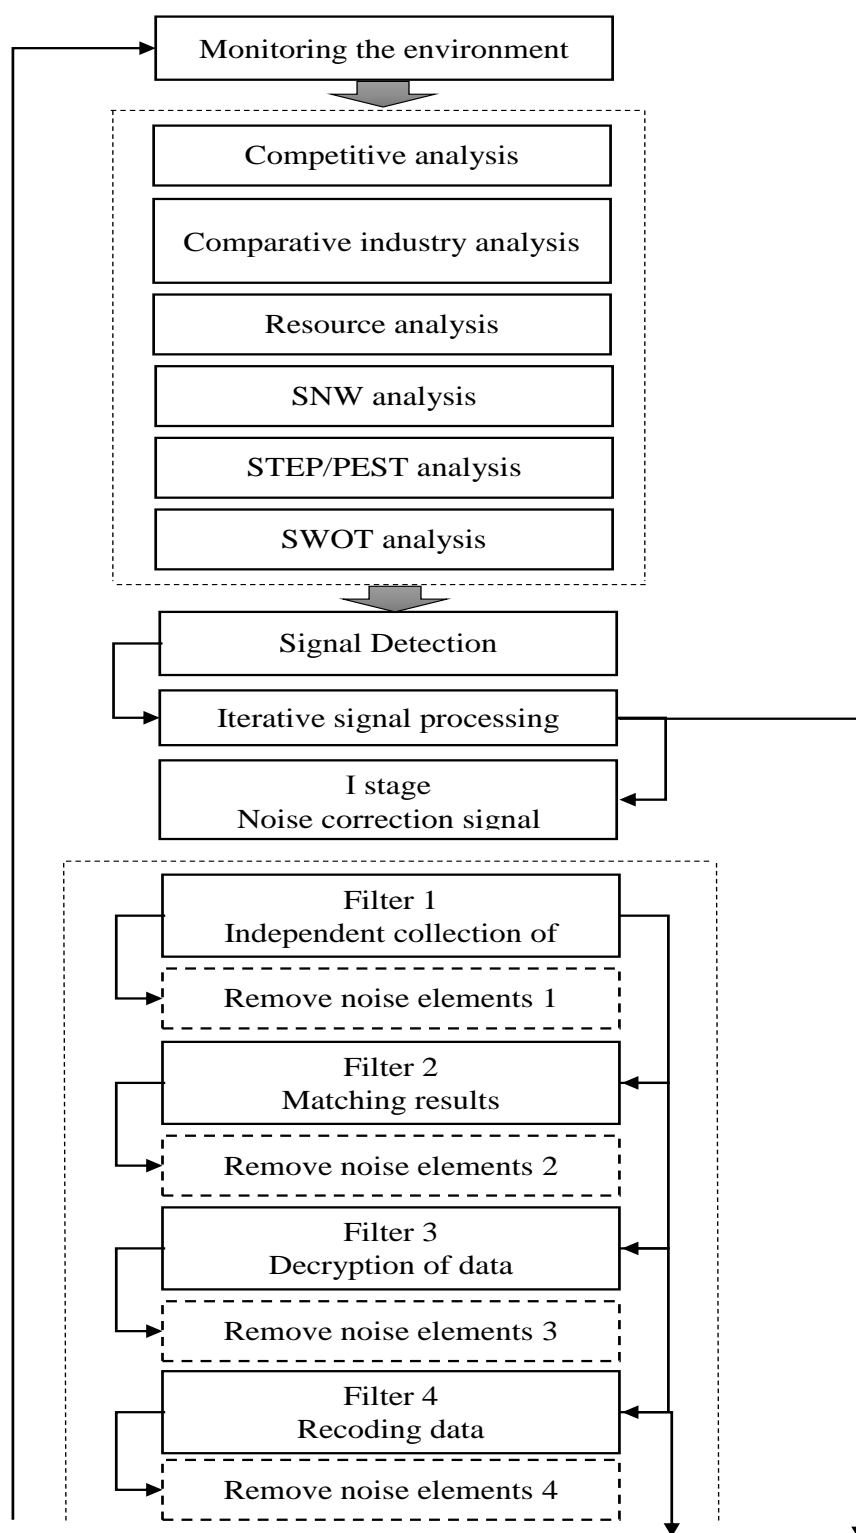 Monitoring the environment
Competitive analysis
Comparative industry analysis
Resource analysis
SNW analysis
STEP/PEST analysis
SWOT analysis
Signal Detection
Iterative signal processing
I stage
Noise correction signal
Filter 1
Independent collection of
Remove noise elements 1
Filter 2
Matching results
Remove noise elements 2
Filter 3
Decryption of data
Remove noise elements 3
Filter 4
Recoding data
Remove noise elements 4